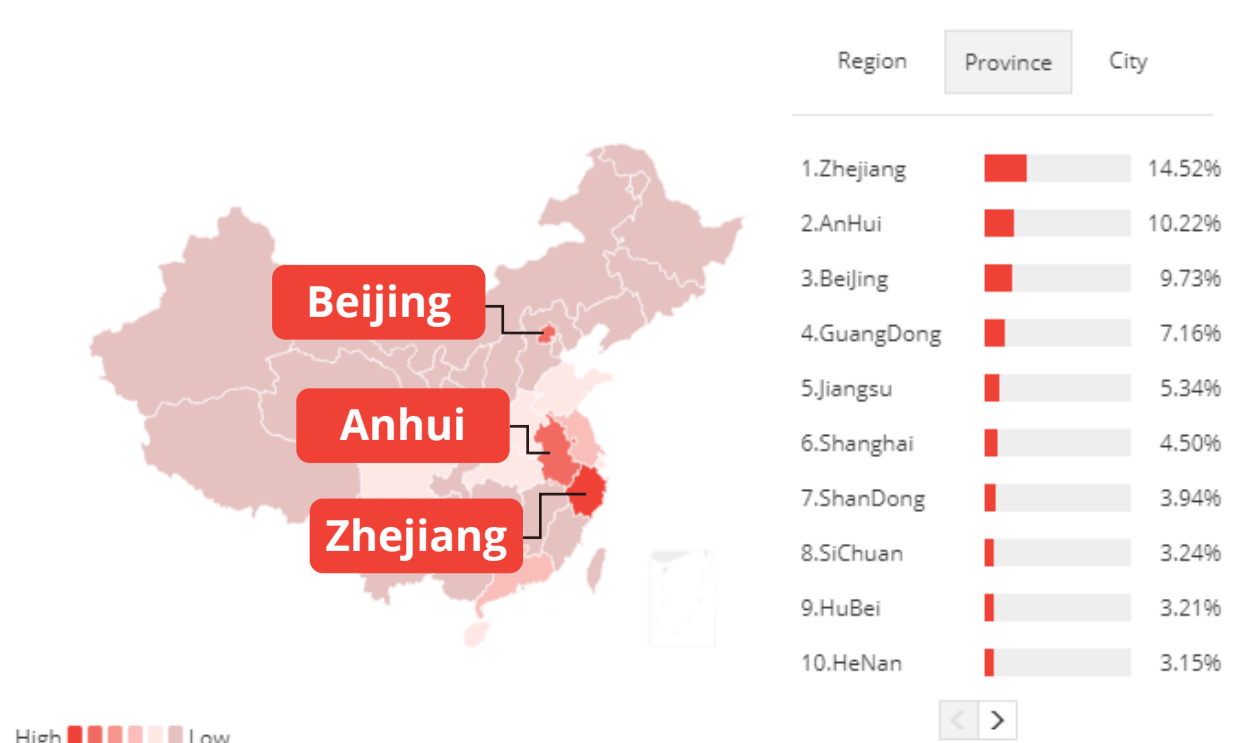 Region Province City
1.Zhejiang 14.52%
2.AnHui 10.22%
3.BeiJing 9.73%
4.GuangDong 7.16%
5.Jiangsu 5.34%
6.Shanghai 4.50%
7.ShanDong 3.94%
8.SiChuan 3.24%
9.HuBei 3.21%
10.HeNan 3.15%
Beijing
Anhui
Zhejiang
High Low